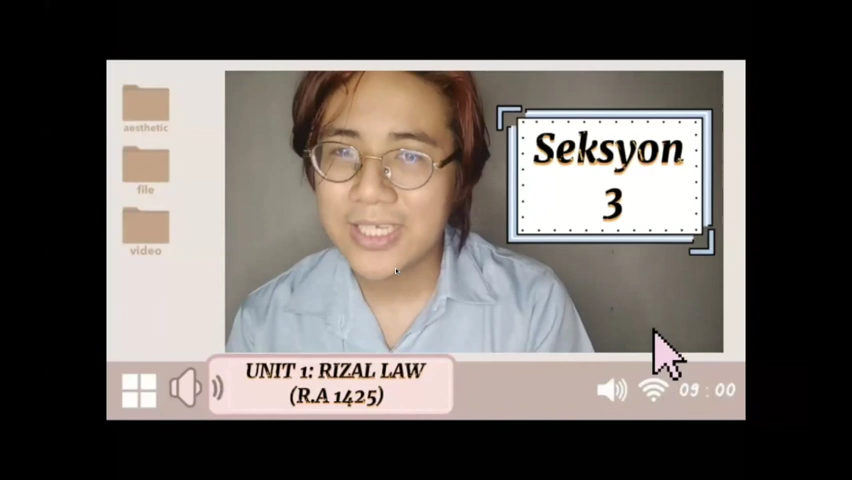 aesthetic
file
video
Seksyon
3
UNIT 1: RIZAL LAW
(R.A 1425)
09:00